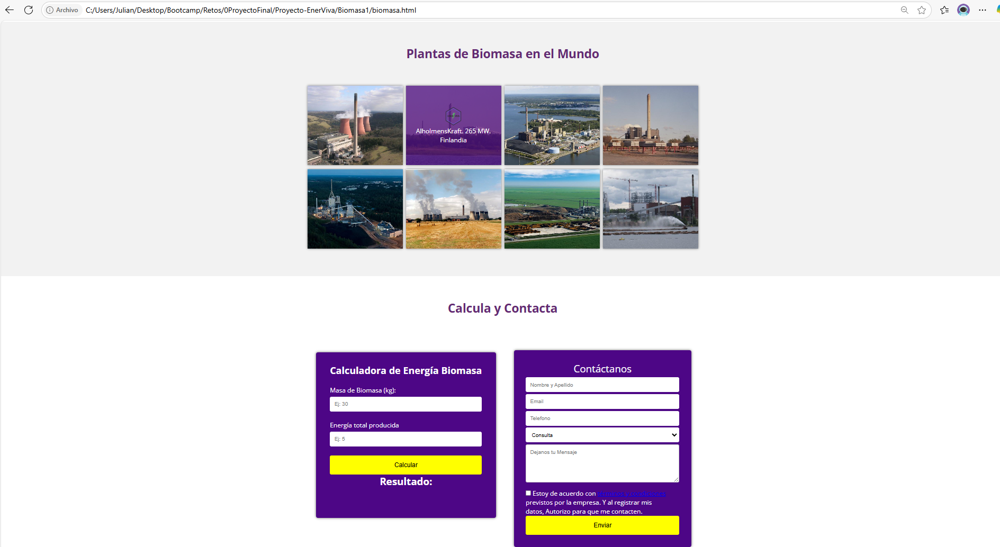 Archivo
C:/Users/Julian/Desktop/Bootcamp/Retos/0ProyectoFinal/Proyecto-EnerViva/Biomasa1/biomasa.html
Plantas de Biomasa en el Mundo
AlholmensKraft. 265 MW.
Finlandia
Calcula y Contacta
Calculadora de Energía Biomasa
Masa de Biomasa (kg):
Ej: 30
Energía total producida
Ej: 5
Calcular
Resultado:
Contáctanos
Nombre y Apellido
Email
Telefono
Consulta
Dejanos tu Mensaje
Estoy de acuerdo con terminos y condiciones
previstos por la empresa. Y al registrar mis
datos, Autorizo para que me contacten.
Enviar